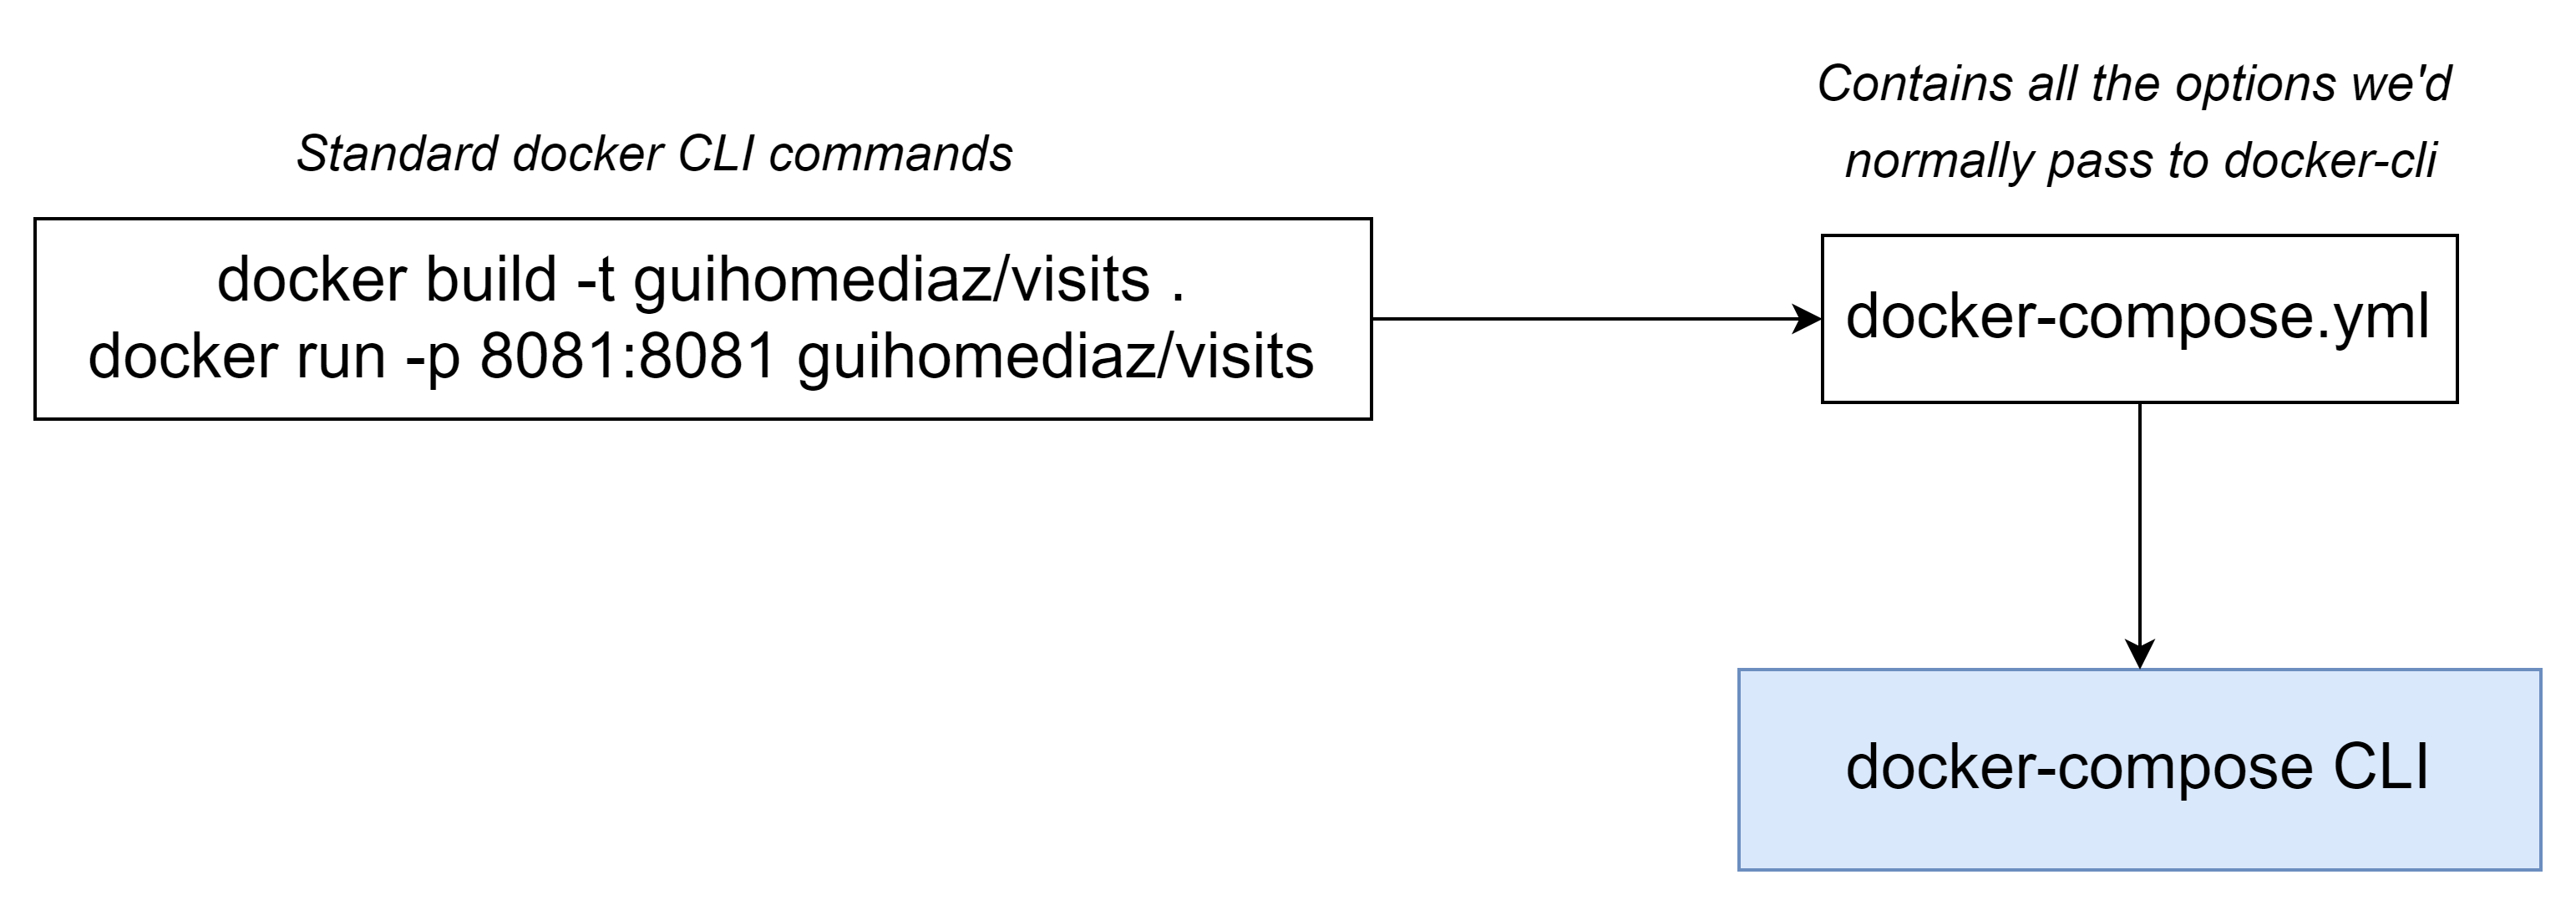 Standard docker CLI commands
docker build -t guihomediaz/visits .
docker run -p 8081:8081 guihomediaz/visits
Contains all the options we'd
normally pass to docker-cli
docker-compose.yml
docker-compose CLI